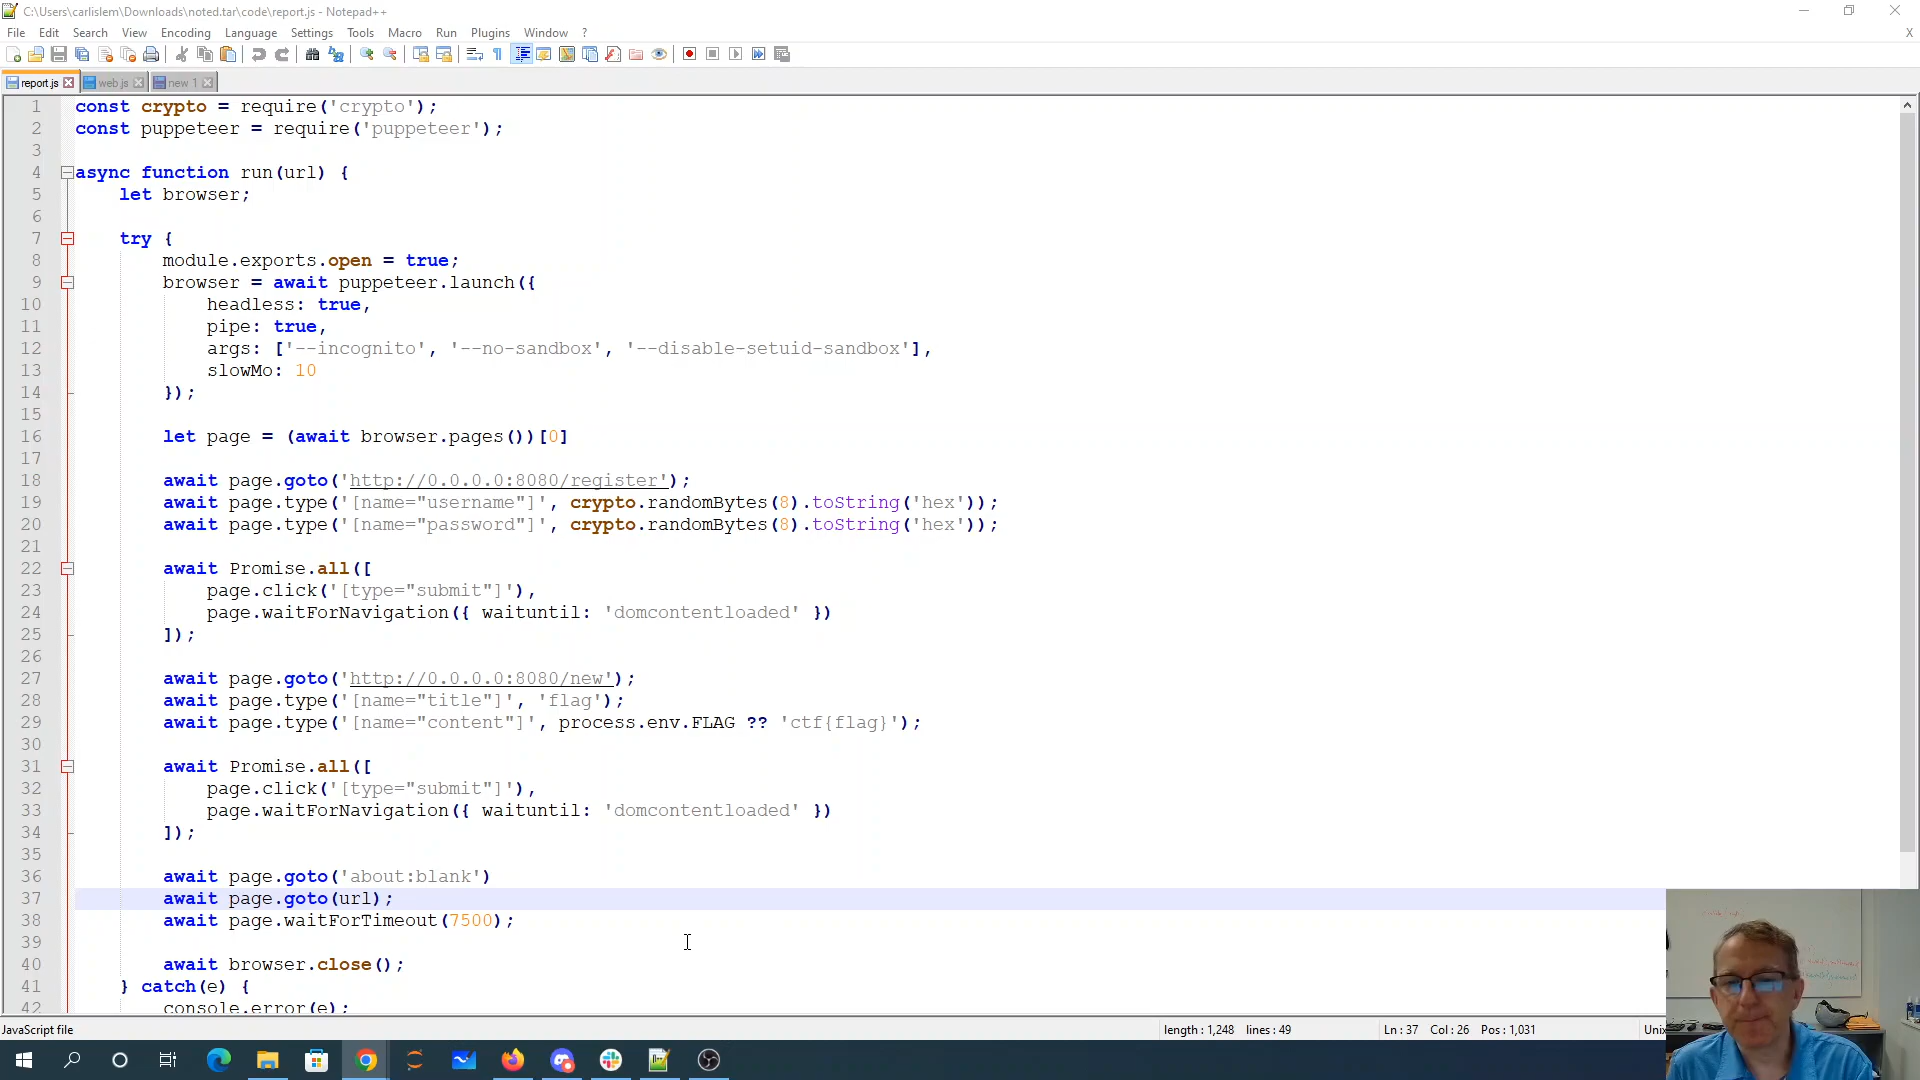 C:\Users\carlislem\Downloads\noted.tar\code\report.js - Notepad++
File Edit Search View Encoding Language Settings Tools Macro Run Plugins Window ? X
report.js web.js new 1
1 const crypto = require('crypto');
2 const puppeteer = require('puppeteer');
3
4 async function run(url) {
5 let browser;
6
7 try {
8 module.exports.open = true;
9 browser = await puppeteer.launch({
10 headless: true,
11 pipe: true,
12 args: ['--incognito', '--no-sandbox', '--disable-setuid-sandbox'],
13 slowMo: 10
14 });
15
16 let page = (await browser.pages())[0]
17
18 await page.goto('http://0.0.0.0:8080/register');
19 await page.type('[name="username"]', crypto.randomBytes(8).toString('hex'));
20 await page.type('[name="password"]', crypto.randomBytes(8).toString('hex'));
21
22 await Promise.all([
23 page.click('[type="submit"]'),
24 page.waitForNavigation({ waituntil: 'domcontentloaded' })
25 ]);
26
27 await page.goto('http://0.0.0.0:8080/new');
28 await page.type('[name="title"]', 'flag');
29 await page.type('[name="content"]', process.env.FLAG ?? 'ctf{flag}');
30
31 await Promise.all([
32 page.click('[type="submit"]'),
33 page.waitForNavigation({ waituntil: 'domcontentloaded' })
34 ]);
35
36 await page.goto('about:blank')
37 await page.goto(url);
38 await page.waitForTimeout(7500);
39
40 await browser.close();
41 } catch(e) {
42 console.error(e);
JavaScript file length : 1,248 lines : 49 Ln : 37 Col : 26 Pos : 1,031 Unix